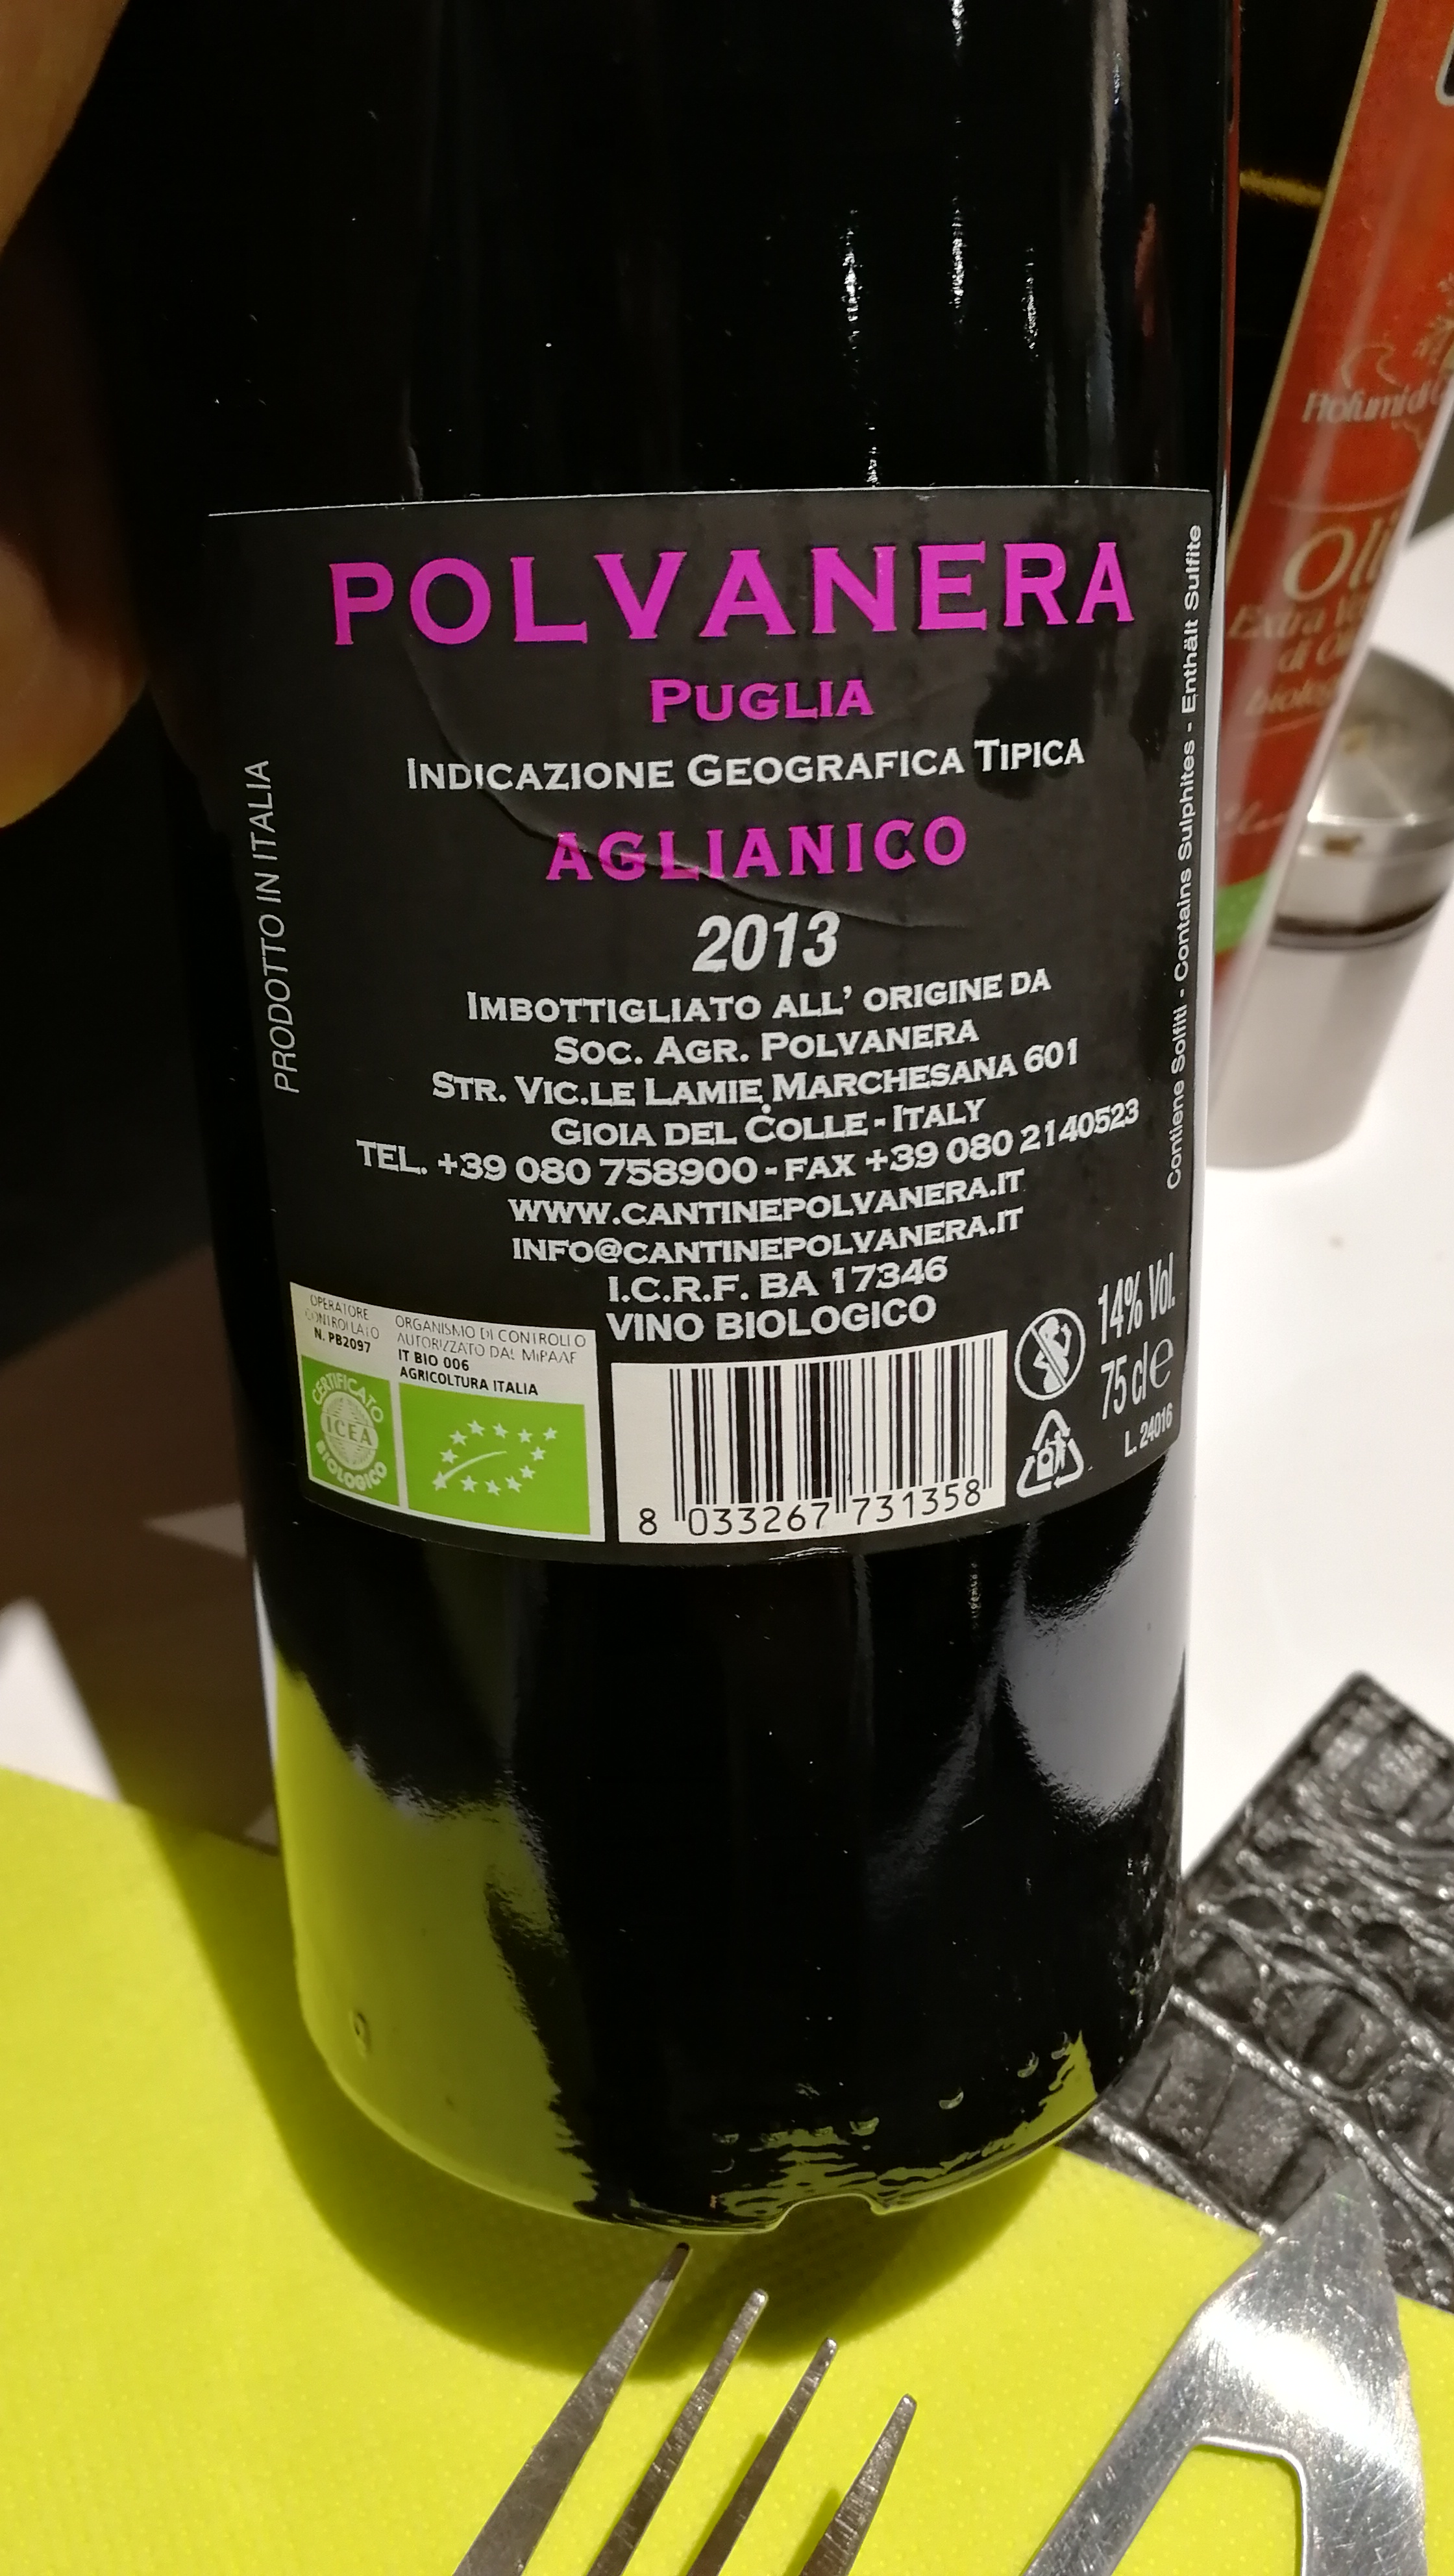 POLVANERA
PUGLIA
INDICAZIONE GEOGRAFICA TIPICA
AGLIANICO
2013
IMBOTTIGLIATO ALL' ORIGINE DA
SOC. AGR. POLVANERA
STR. VIC.LE LAMIE MARCHESANA 601
GIOIA DEL COLLE - ITALY
TEL. +39 080 758900 - FAX +39 080 2140523
WWW.CANTINEPOLVANERA.IT
INFO@CANTINEPOLVANERA.IT
I.C.R.F. BA 17346
VINO BIOLOGICO
PRODOTTO IN ITALIA
Contiene Solfiti - Contains Sulphites - Enthält Sulfite
OPERATORE
CONTROLLATO
N. PB2097
ORGANISMO DI CONTROLLO
AUTORIZZATO DAL MiPAAF
IT BIO 006
AGRICOLTURA ITALIA
CERTIFICATO
ICEA
BIOLOGICO
8 033267 731358
14% Vol.
75 cl e
L. 24016
Profumi di
Extra
di